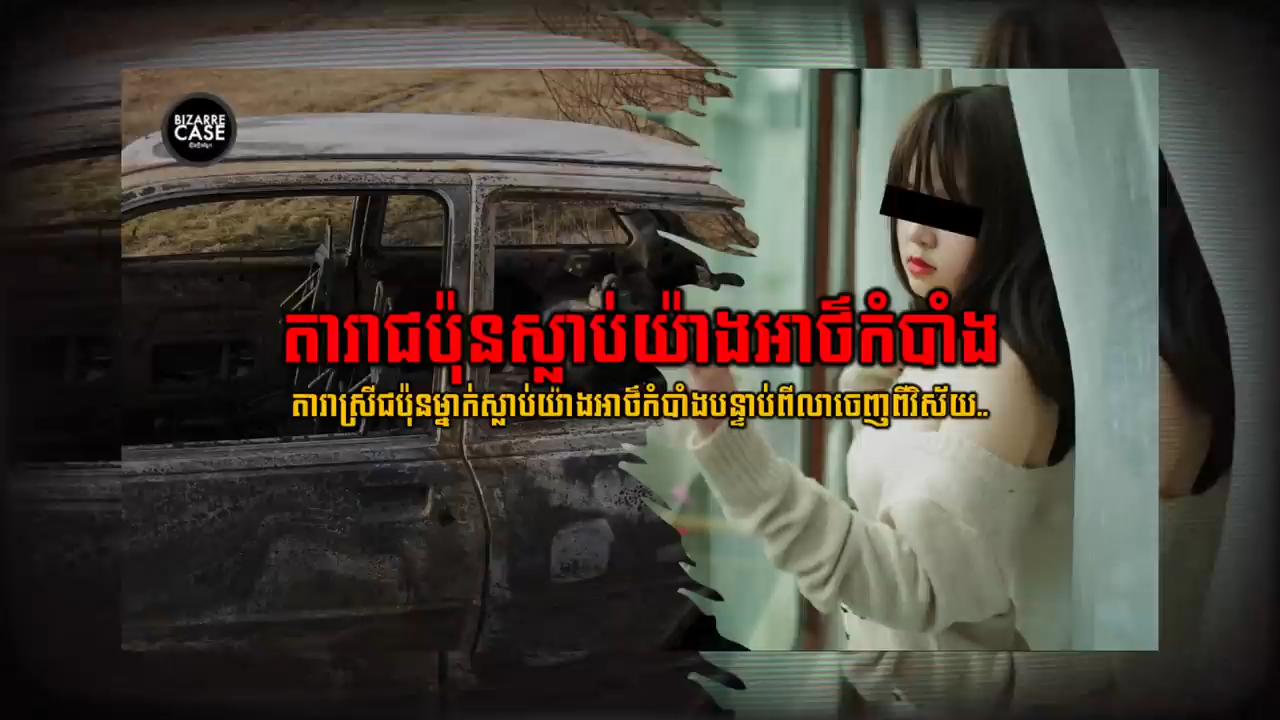 BIZARRE
CASE
តារាជប៉ុនស្លាប់យ៉ាងអាថ៌កំបាំង
តារាស្រីជប៉ុនម្នាក់ស្លាប់យ៉ាងអាថ៌កំបាំងបន្ទាប់ពីលាចេញពីវិស័យ..